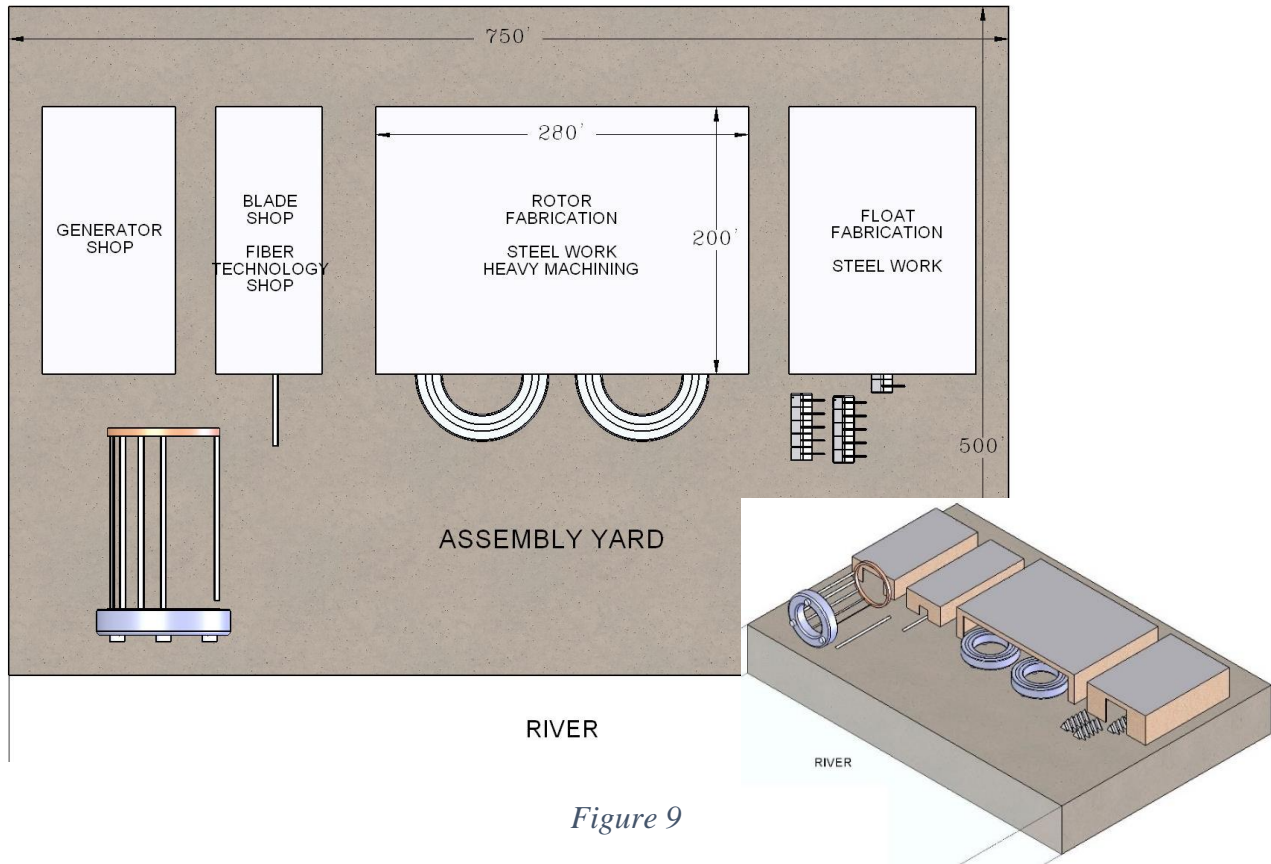 750'
280'
GENERATOR
SHOP
BLADE
SHOP
FIBER
TECHNOLOGY
SHOP
ROTOR
FABRICATION
STEEL WORK
HEAVY MACHINING
200'
FLOAT
FABRICATION
STEEL WORK
500'
ASSEMBLY YARD
RIVER
RIVER
Figure 9